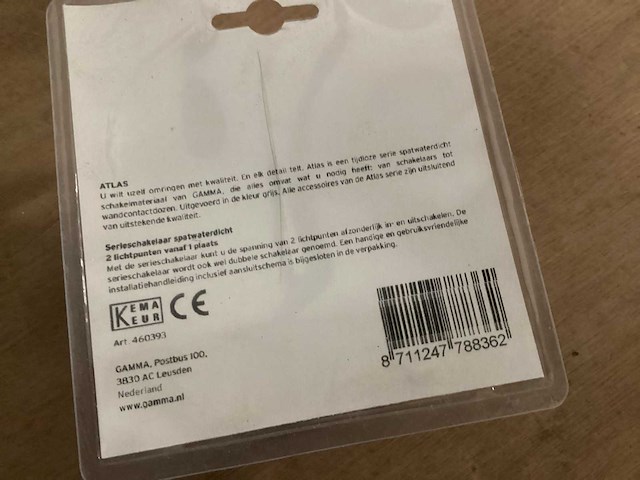 ATLAS
U wilt uzelf omringen met kwaliteit. En elk detail telt. Atlas is een tijdloze serie spatwaterdicht
schakelmateriaal van GAMMA, die alles omvat wat u nodig heeft: van schakelaars tot
wandcontactdozen. Uitgevoerd in de kleur grijs. Alle accessoires van de Atlas serie zijn uitsluitend
van uitstekende kwaliteit.
Serieschakelaar spatwaterdicht
2 lichtpunten vanaf 1 plaats
Met de serieschakelaar kunt u de spanning van 2 lichtpunten afzonderlijk in- en uitschakelen. De
serieschakelaar wordt ook wel dubbele schakelaar genoemd. Een handige en gebruiksvriendelijke
installatiehandleiding inclusief aansluitschema is bijgesloten in de verpakking.
KEMA
KEUR
CE
Art. 460393
GAMMA, Postbus 100,
3830 AC Leusden
Nederland
www.gamma.nl
8 711247 788362